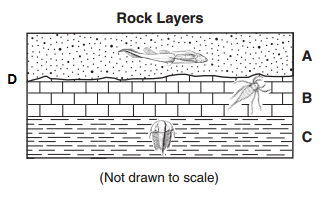 Rock Layers
A
D
B
C
(Not drawn to scale)